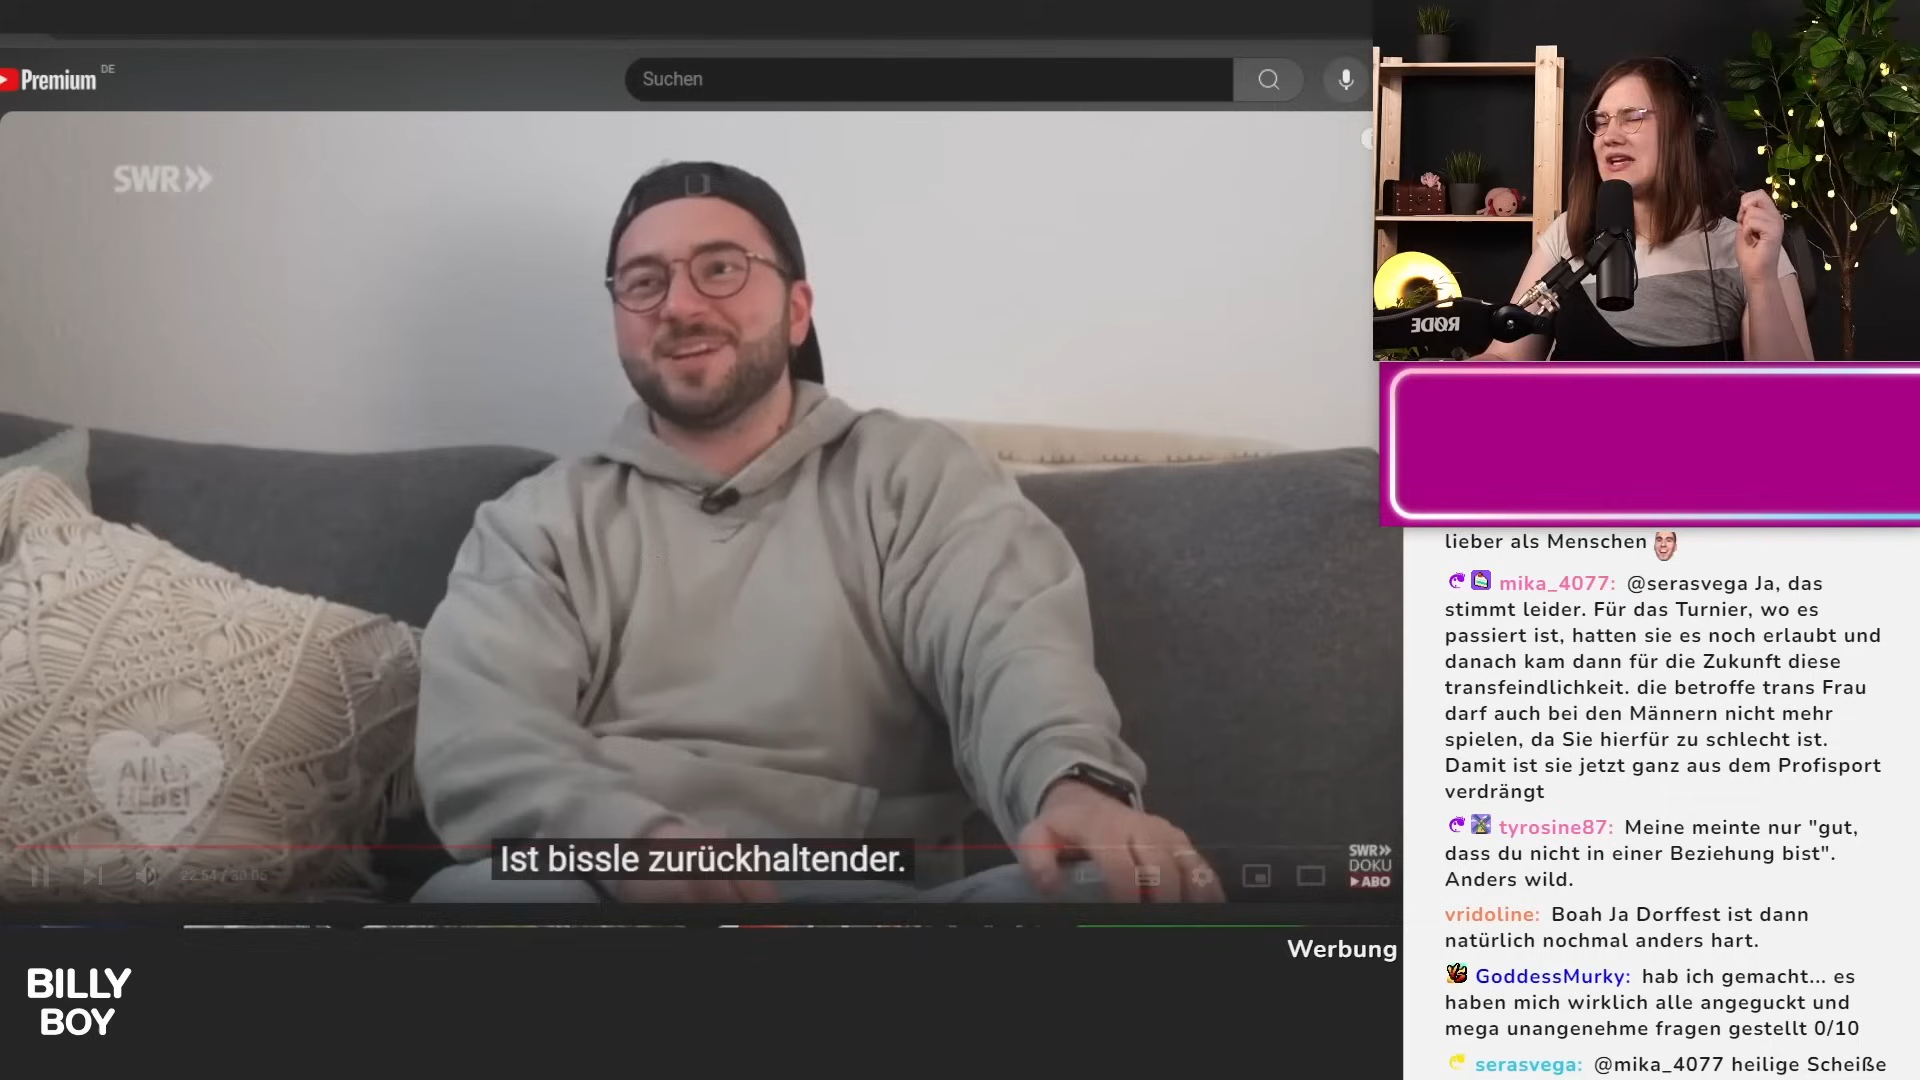 Premium DE
Suchen
SWR»
ALLES
LIEBE!
Ist bissle zurückhaltender.
22:54 / 30:05
SWR»
DOKU
ABO
Werbung
BILLY
BOY
RØDE
lieber als Menschen
mika_4077: @serasvega Ja, das
stimmt leider. Für das Turnier, wo es
passiert ist, hatten sie es noch erlaubt und
danach kam dann für die Zukunft diese
transfeindlichkeit. die betroffe trans Frau
darf auch bei den Männern nicht mehr
spielen, da Sie hierfür zu schlecht ist.
Damit ist sie jetzt ganz aus dem Profisport
verdrängt
tyrosine87: Meine meinte nur "gut,
dass du nicht in einer Beziehung bist".
Anders wild.
vridoline: Boah Ja Dorffest ist dann
natürlich nochmal anders hart.
GoddessMurky: hab ich gemacht... es
haben mich wirklich alle angeguckt und
mega unangenehme fragen gestellt 0/10
serasvega: @mika_4077 heilige Scheiße